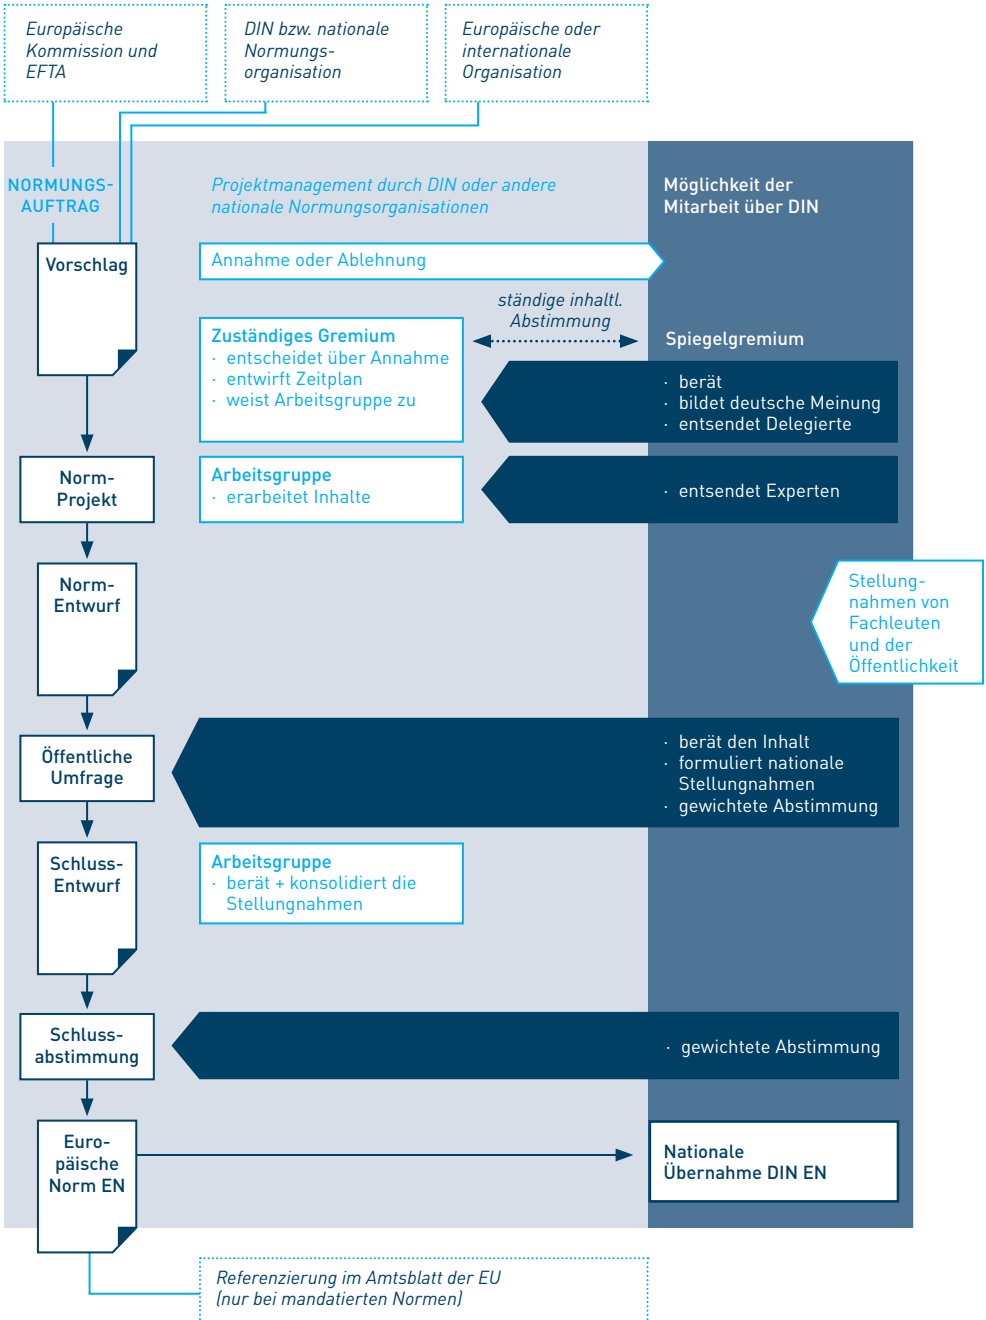 Europäische
Kommission und
EFTA
DIN bzw. nationale
Normungs-
organisation
Europäische oder
internationale
Organisation
NORMUNGS-
AUFTRAG
Projektmanagement durch DIN oder andere
nationale Normungsorganisationen
Möglichkeit der
Mitarbeit über DIN
Vorschlag
Annahme oder Ablehnung
ständige inhaltl.
Abstimmung
Zuständiges Gremium
· entscheidet über Annahme
· entwirft Zeitplan
· weist Arbeitsgruppe zu
Spiegelgremium
· berät
· bildet deutsche Meinung
· entsendet Delegierte
Norm-
Projekt
Arbeitsgruppe
· erarbeitet Inhalte
· entsendet Experten
Norm-
Entwurf
Stellung-
nahmen von
Fachleuten
und der
Öffentlichkeit
Öffentliche
Umfrage
· berät den Inhalt
· formuliert nationale
Stellungnahmen
· gewichtete Abstimmung
Schluss-
Entwurf
Arbeitsgruppe
· berät + konsolidiert die
Stellungnahmen
Schluss-
abstimmung
· gewichtete Abstimmung
Euro-
päische
Norm EN
Nationale
Übernahme DIN EN
Referenzierung im Amtsblatt der EU
(nur bei mandatierten Normen)